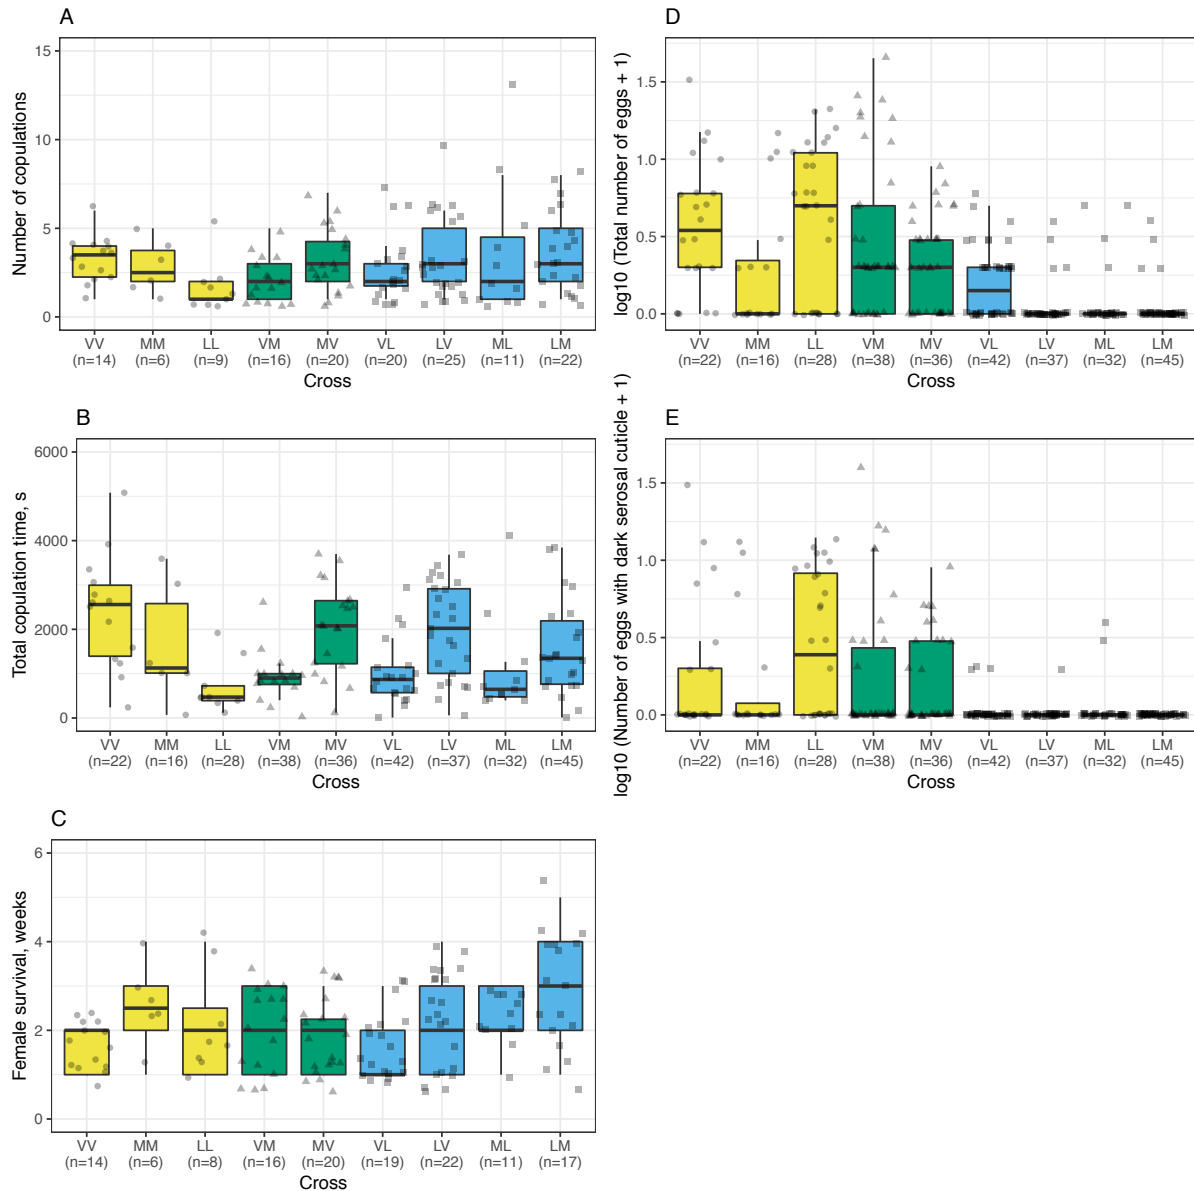 A
Number of copulations
15
10
5
0
VV MM LL VM MV VL LV ML LM
(n=14) (n=6) (n=9) (n=16) (n=20) (n=20) (n=25) (n=11) (n=22)
Cross
B
Total copulation time, s
6000
4000
2000
0
VV MM LL VM MV VL LV ML LM
(n=22) (n=16) (n=28) (n=38) (n=36) (n=42) (n=37) (n=32) (n=45)
Cross
C
Female survival, weeks
6
4
2
0
VV MM LL VM MV VL LV ML LM
(n=14) (n=6) (n=8) (n=16) (n=20) (n=19) (n=22) (n=11) (n=17)
Cross
D
log10 (Total number of eggs + 1)
1.5
1.0
0.5
0.0
VV MM LL VM MV VL LV ML LM
(n=22) (n=16) (n=28) (n=38) (n=36) (n=42) (n=37) (n=32) (n=45)
Cross
E
log10 (Number of eggs with dark serosal cuticle + 1)
1.5
1.0
0.5
0.0
VV MM LL VM MV VL LV ML LM
(n=22) (n=16) (n=28) (n=38) (n=36) (n=42) (n=37) (n=32) (n=45)
Cross